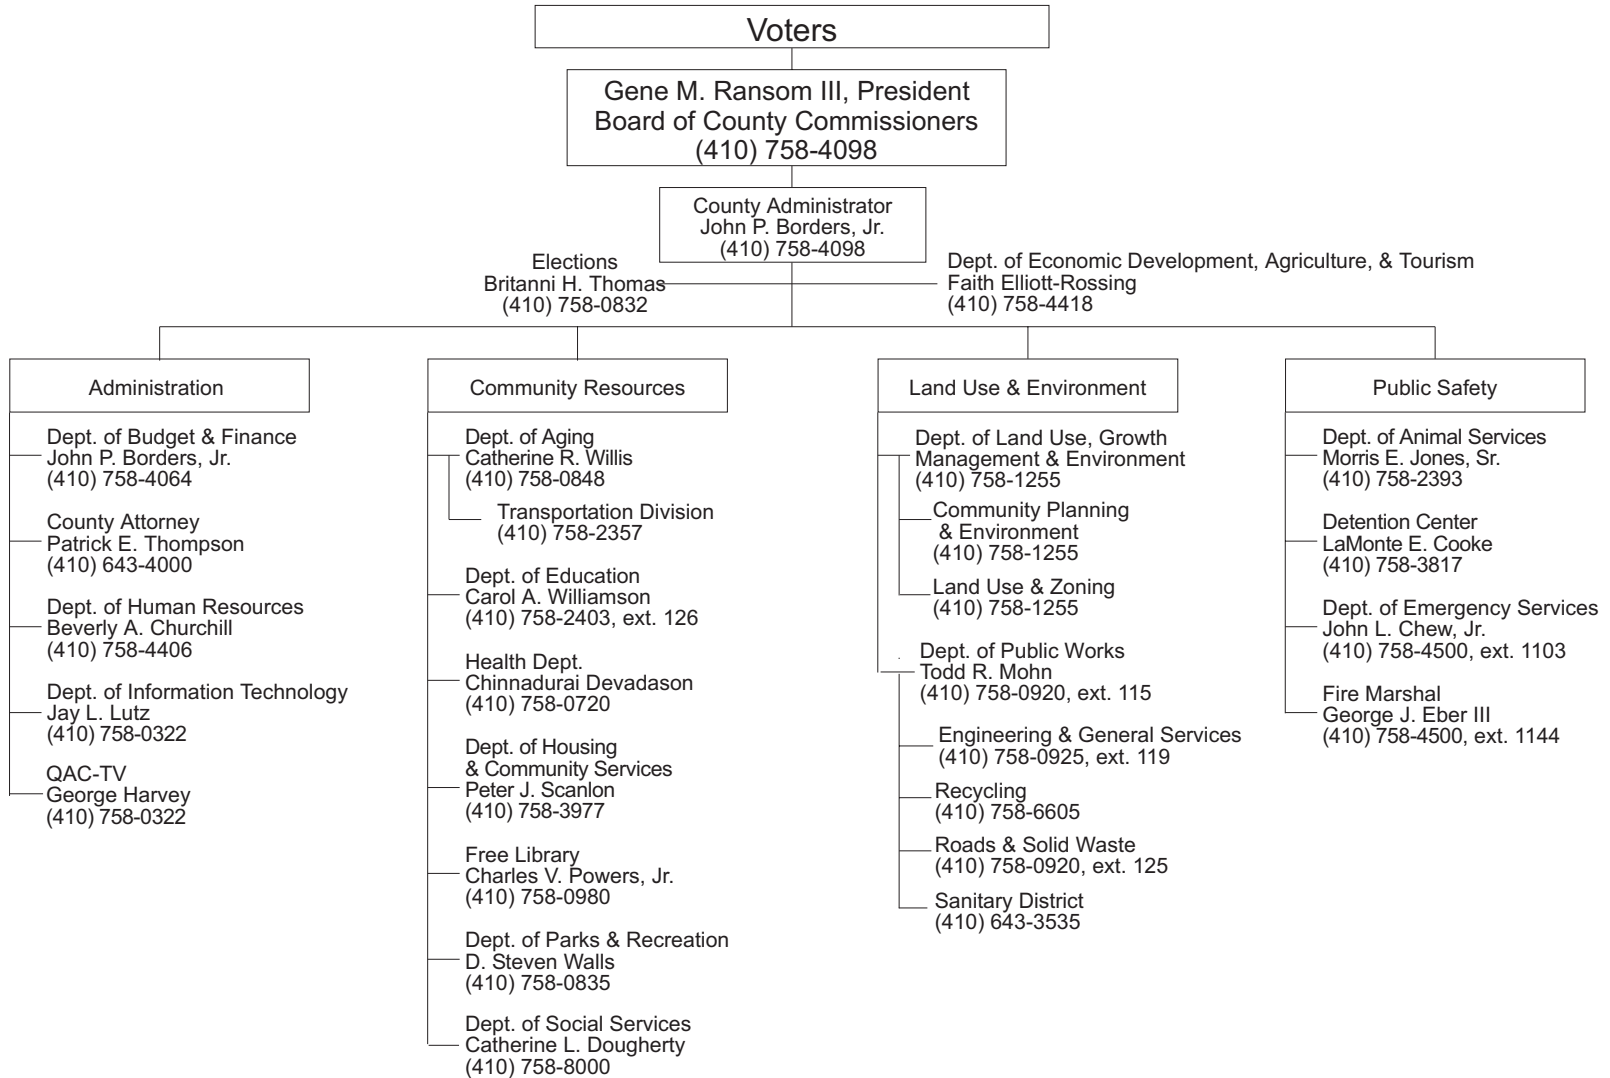 Voters
Gene M. Ransom III, President
Board of County Commissioners
(410) 758-4098
County Administrator
John P. Borders, Jr.
(410) 758-4098
Elections
Britanni H. Thomas
(410) 758-0832
Dept. of Economic Development, Agriculture, & Tourism
Faith Elliott-Rossing
(410) 758-4418
Administration
Dept. of Budget & Finance
John P. Borders, Jr.
(410) 758-4064
County Attorney
Patrick E. Thompson
(410) 643-4000
Dept. of Human Resources
Beverly A. Churchill
(410) 758-4406
Dept. of Information Technology
Jay L. Lutz
(410) 758-0322
QAC-TV
George Harvey
(410) 758-0322
Community Resources
Dept. of Aging
Catherine R. Willis
(410) 758-0848
Transportation Division
(410) 758-2357
Dept. of Education
Carol A. Williamson
(410) 758-2403, ext. 126
Health Dept.
Chinnadurai Devadason
(410) 758-0720
Dept. of Housing
& Community Services
Peter J. Scanlon
(410) 758-3977
Free Library
Charles V. Powers, Jr.
(410) 758-0980
Dept. of Parks & Recreation
D. Steven Walls
(410) 758-0835
Dept. of Social Services
Catherine L. Dougherty
(410) 758-8000
Land Use & Environment
Dept. of Land Use, Growth
Management & Environment
(410) 758-1255
Community Planning
& Environment
(410) 758-1255
Land Use & Zoning
(410) 758-1255
Dept. of Public Works
Todd R. Mohn
(410) 758-0920, ext. 115
Engineering & General Services
(410) 758-0925, ext. 119
Recycling
(410) 758-6605
Roads & Solid Waste
(410) 758-0920, ext. 125
Sanitary District
(410) 643-3535
Public Safety
Dept. of Animal Services
Morris E. Jones, Sr.
(410) 758-2393
Detention Center
LaMonte E. Cooke
(410) 758-3817
Dept. of Emergency Services
John L. Chew, Jr.
(410) 758-4500, ext. 1103
Fire Marshal
George J. Eber III
(410) 758-4500, ext. 1144